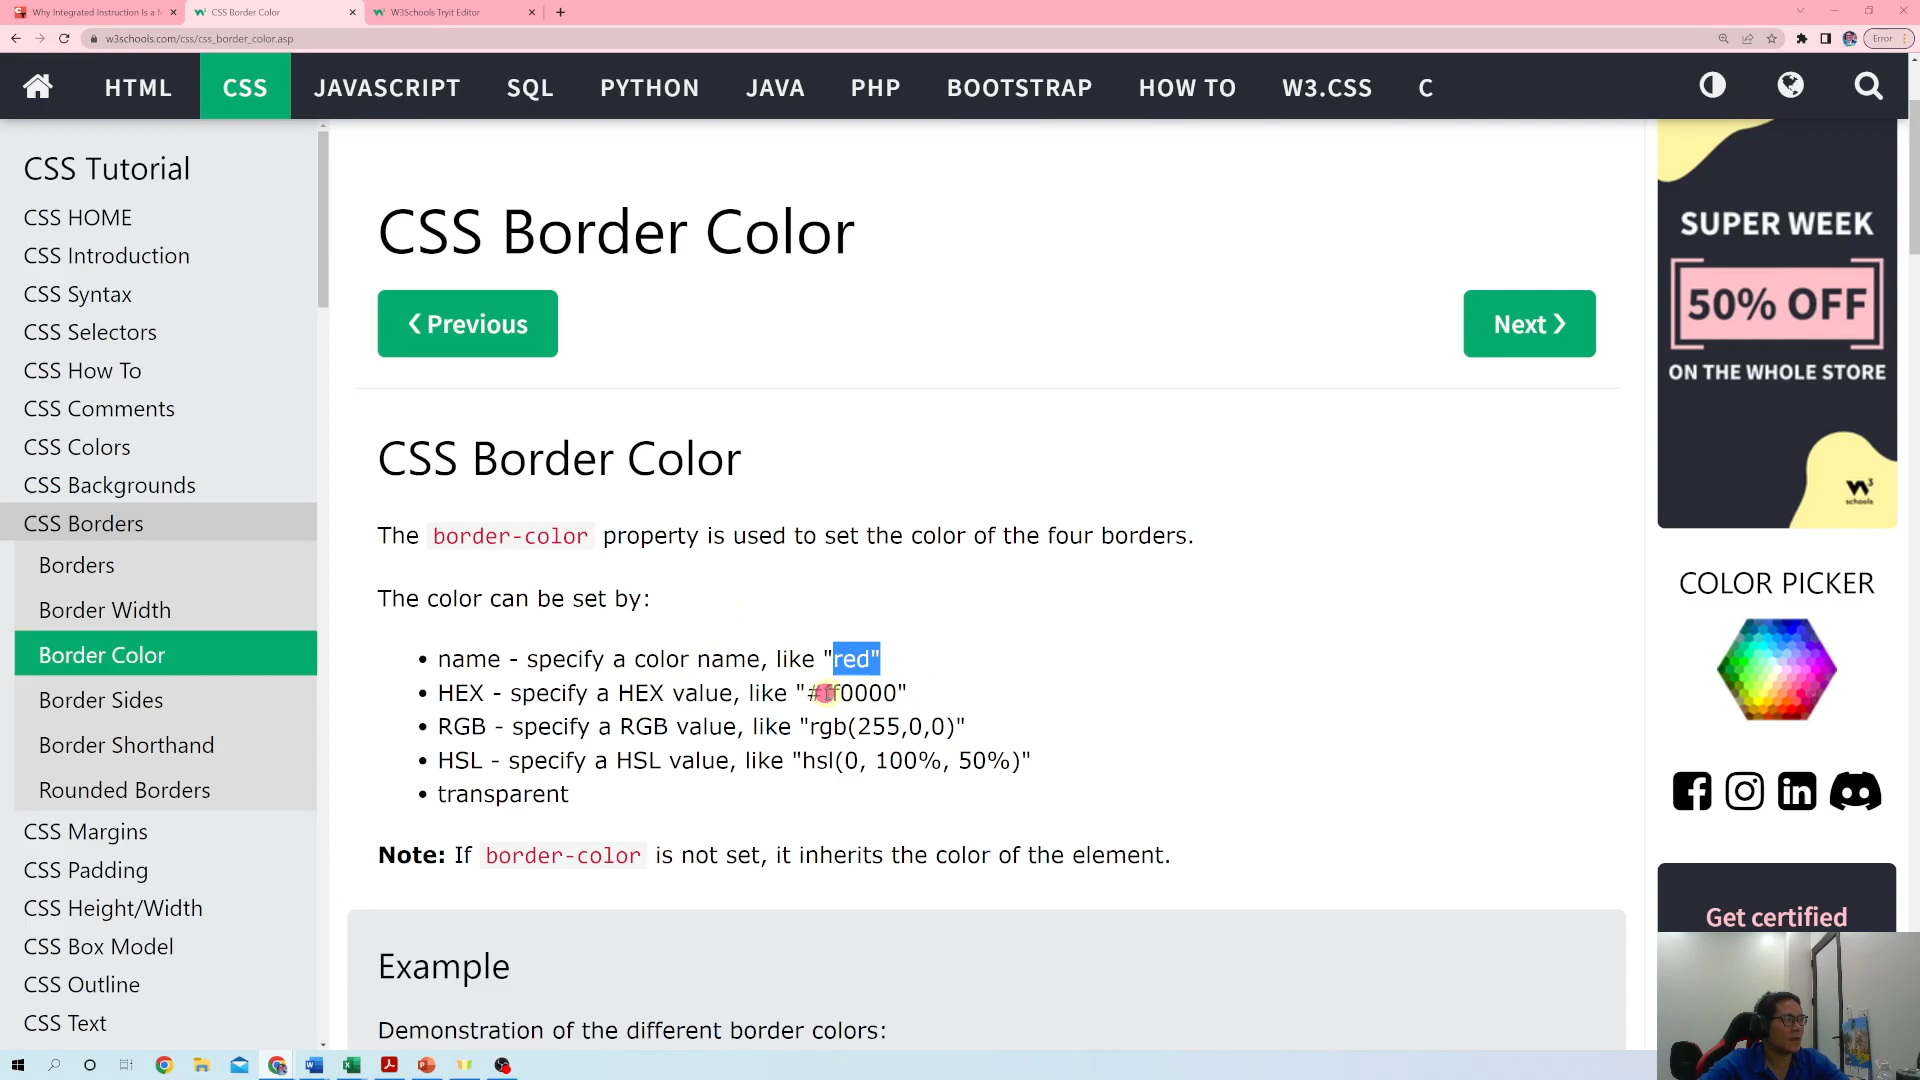 Why Integrated Instruction Is a M
CSS Border Color
W3Schools Tryit Editor
w3schools.com/css/css_border_color.asp
Error
HTML
CSS
JAVASCRIPT
SQL
PYTHON
JAVA
PHP
BOOTSTRAP
HOW TO
W3.CSS
C
CSS Tutorial
CSS HOME
CSS Introduction
CSS Syntax
CSS Selectors
CSS How To
CSS Comments
CSS Colors
CSS Backgrounds
CSS Borders
Borders
Border Width
Border Color
Border Sides
Border Shorthand
Rounded Borders
CSS Margins
CSS Padding
CSS Height/Width
CSS Box Model
CSS Outline
CSS Text
CSS Border Color
❮ Previous
Next ❯
CSS Border Color
The border-color property is used to set the color of the four borders.
The color can be set by:
• name - specify a color name, like "red"
• HEX - specify a HEX value, like "#ff0000"
• RGB - specify a RGB value, like "rgb(255,0,0)"
• HSL - specify a HSL value, like "hsl(0, 100%, 50%)"
• transparent
Note: If border-color is not set, it inherits the color of the element.
Example
Demonstration of the different border colors:
SUPER WEEK
50% OFF
ON THE WHOLE STORE
W3
schools
COLOR PICKER
Get certified